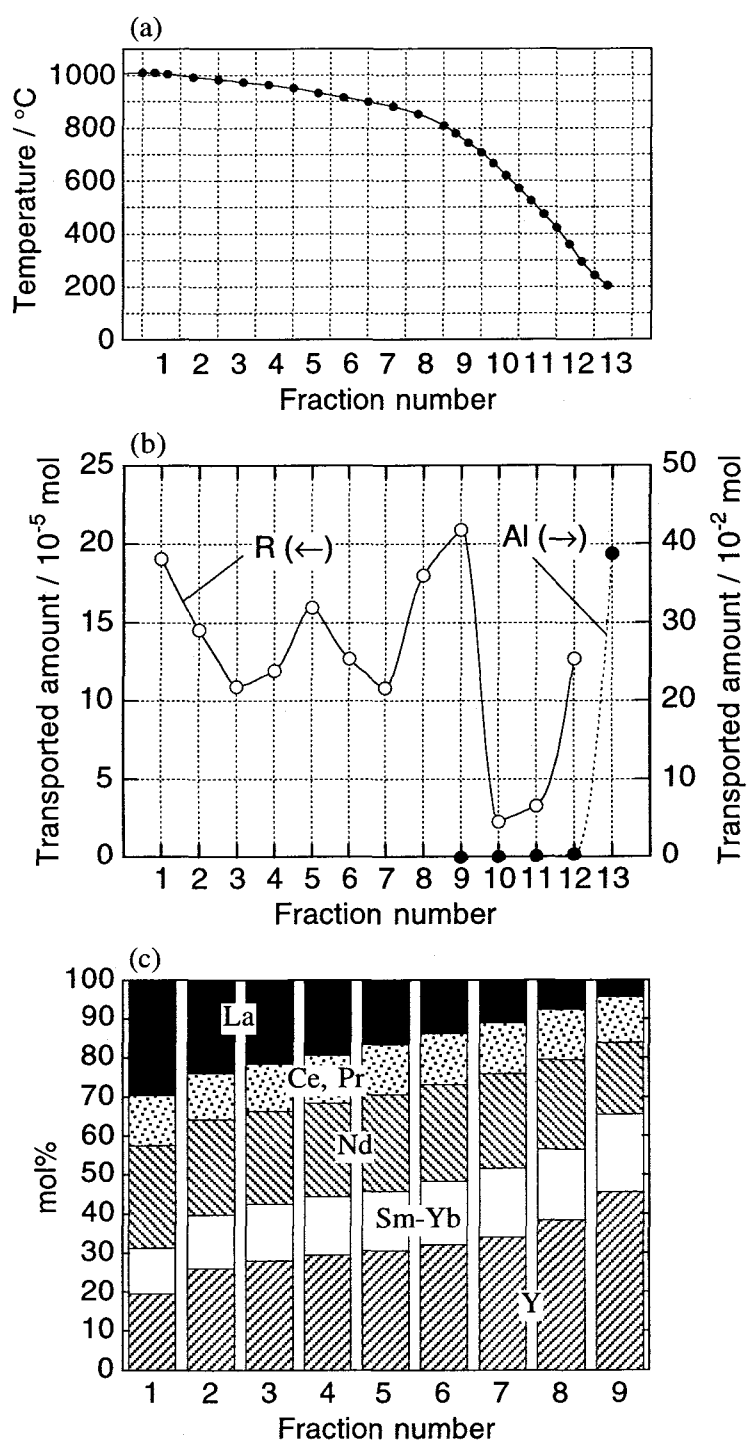 (a)
1000
800
600
400
200
0
Temperature / °C
1 2 3 4 5 6 7 8 9 10 11 12 13
Fraction number
(b)
25
20
15
10
5
0
Transported amount / 10⁻⁵ mol
R (←)
Al (→)
50
40
30
20
10
0
Transported amount / 10⁻² mol
1 2 3 4 5 6 7 8 9 10 11 12 13
Fraction number
(c)
100
90
80
70
60
50
40
30
20
10
0
mol%
La
Ce, Pr
Nd
Sm-Yb
Y
1 2 3 4 5 6 7 8 9
Fraction number